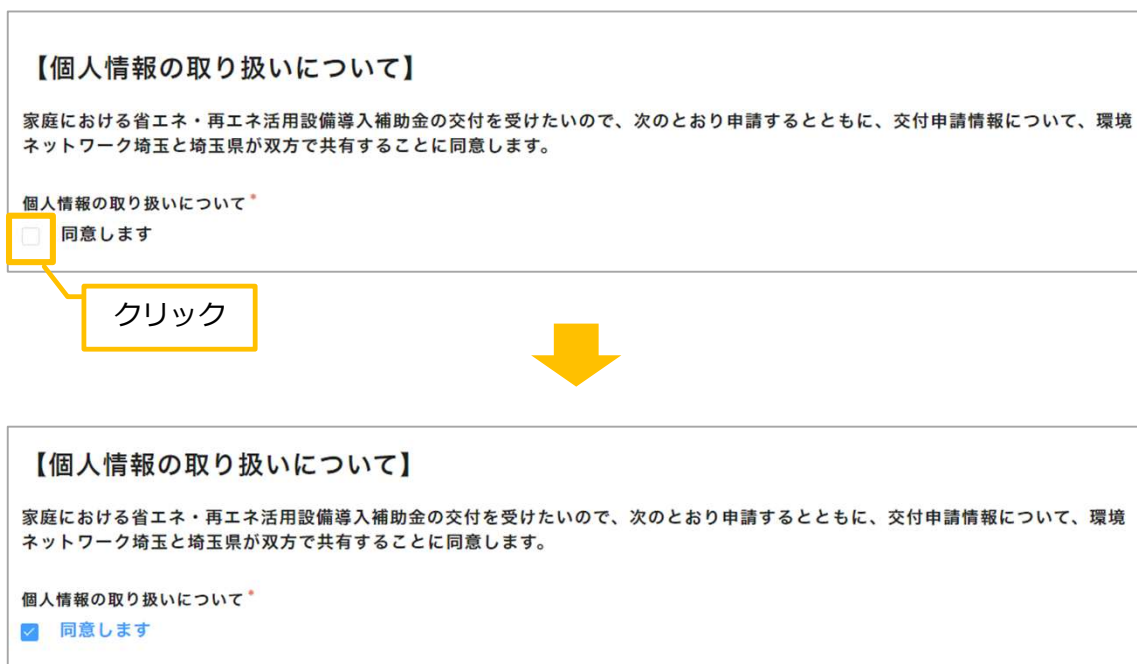 【個人情報の取り扱いについて】
家庭における省エネ・再エネ活用設備導入補助金の交付を受けたいので、次のとおり申請するとともに、交付申請情報について、環境
ネットワーク埼玉と埼玉県が双方で共有することに同意します。
個人情報の取り扱いについて*
同意します
クリック
【個人情報の取り扱いについて】
家庭における省エネ・再エネ活用設備導入補助金の交付を受けたいので、次のとおり申請するとともに、交付申請情報について、環境
ネットワーク埼玉と埼玉県が双方で共有することに同意します。
個人情報の取り扱いについて*
同意します